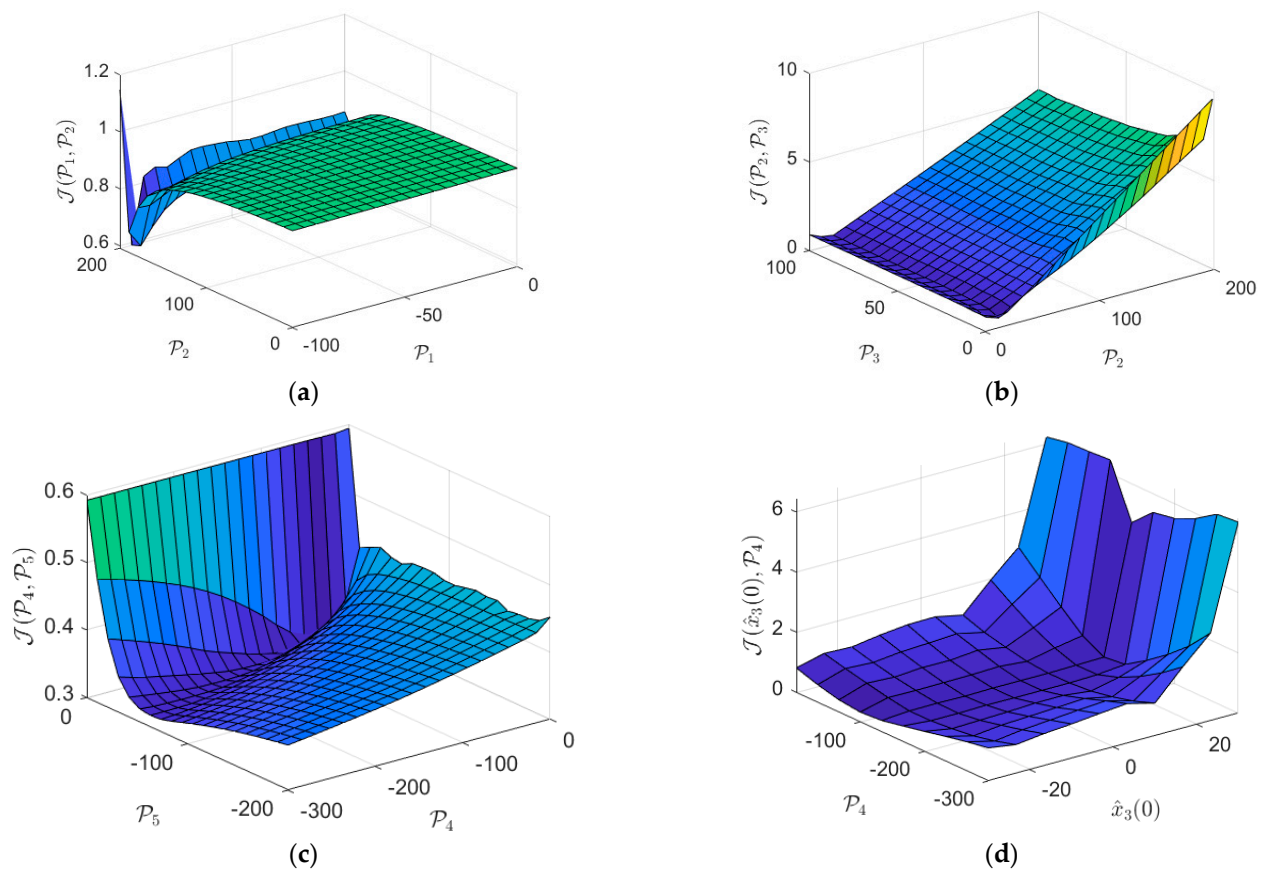 1.2
1
0.8
0.6
200
100
0
-100
-50
0
𝒥(𝒫₁, 𝒫₂)
𝒫₂
𝒫₁
(a)
10
5
0
100
50
0
0
100
200
𝒥(𝒫₂, 𝒫₃)
𝒫₃
𝒫₂
(b)
0.6
0.5
0.4
0.3
0
-100
-200
-300
-200
-100
0
𝒥(𝒫₄, 𝒫₅)
𝒫₅
𝒫₄
(c)
6
4
2
0
-100
-200
-300
-20
0
20
𝒥(x̂₃(0), 𝒫₄)
𝒫₄
x̂₃(0)
(d)